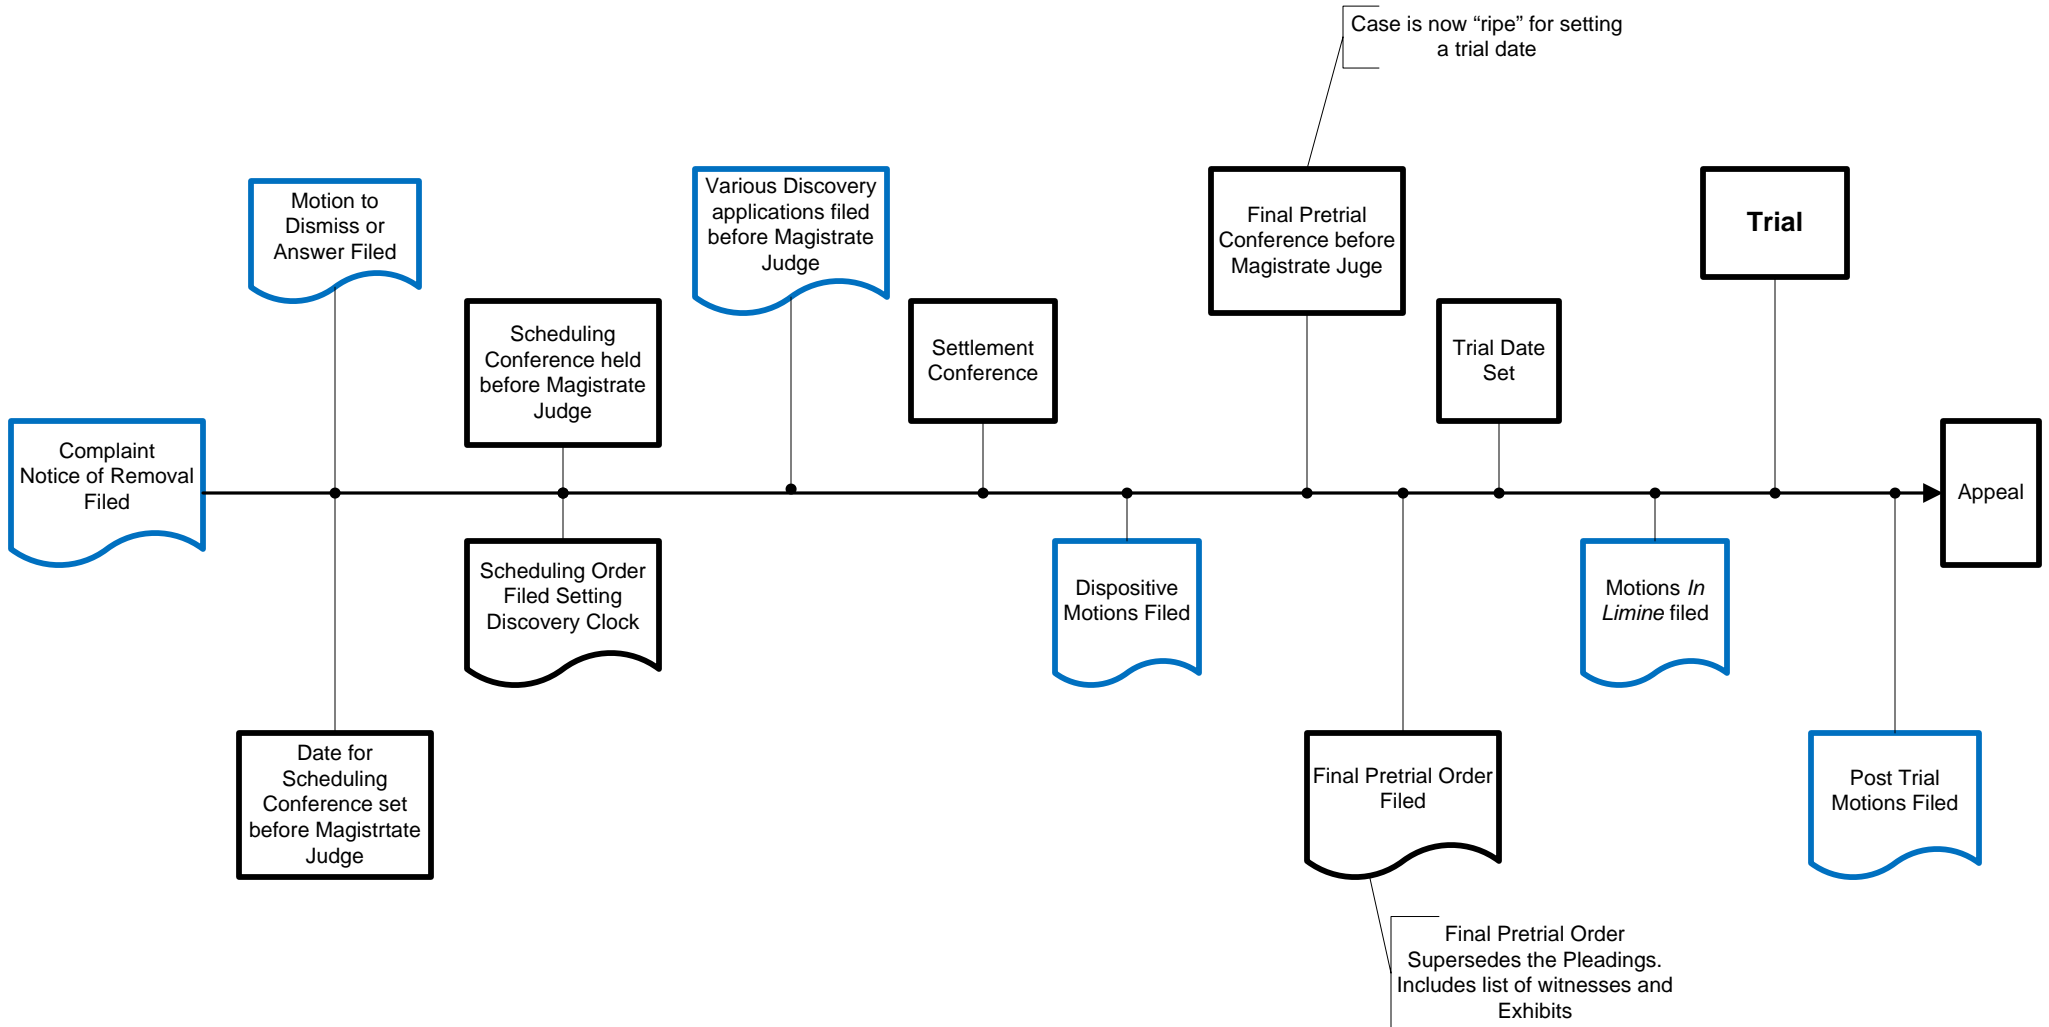 Case is now “ripe” for setting
a trial date
Motion to
Dismiss or
Answer Filed
Various Discovery
applications filed
before Magistrate
Judge
Final Pretrial
Conference before
Magistrate Juge
Trial
Scheduling
Conference held
before Magistrate
Judge
Settlement
Conference
Trial Date
Set
Complaint
Notice of Removal
Filed
Appeal
Scheduling Order
Filed Setting
Discovery Clock
Dispositive
Motions Filed
Motions In
Limine filed
Date for
Scheduling
Conference set
before Magistrtate
Judge
Final Pretrial Order
Filed
Post Trial
Motions Filed
Final Pretrial Order
Supersedes the Pleadings.
Includes list of witnesses and
Exhibits